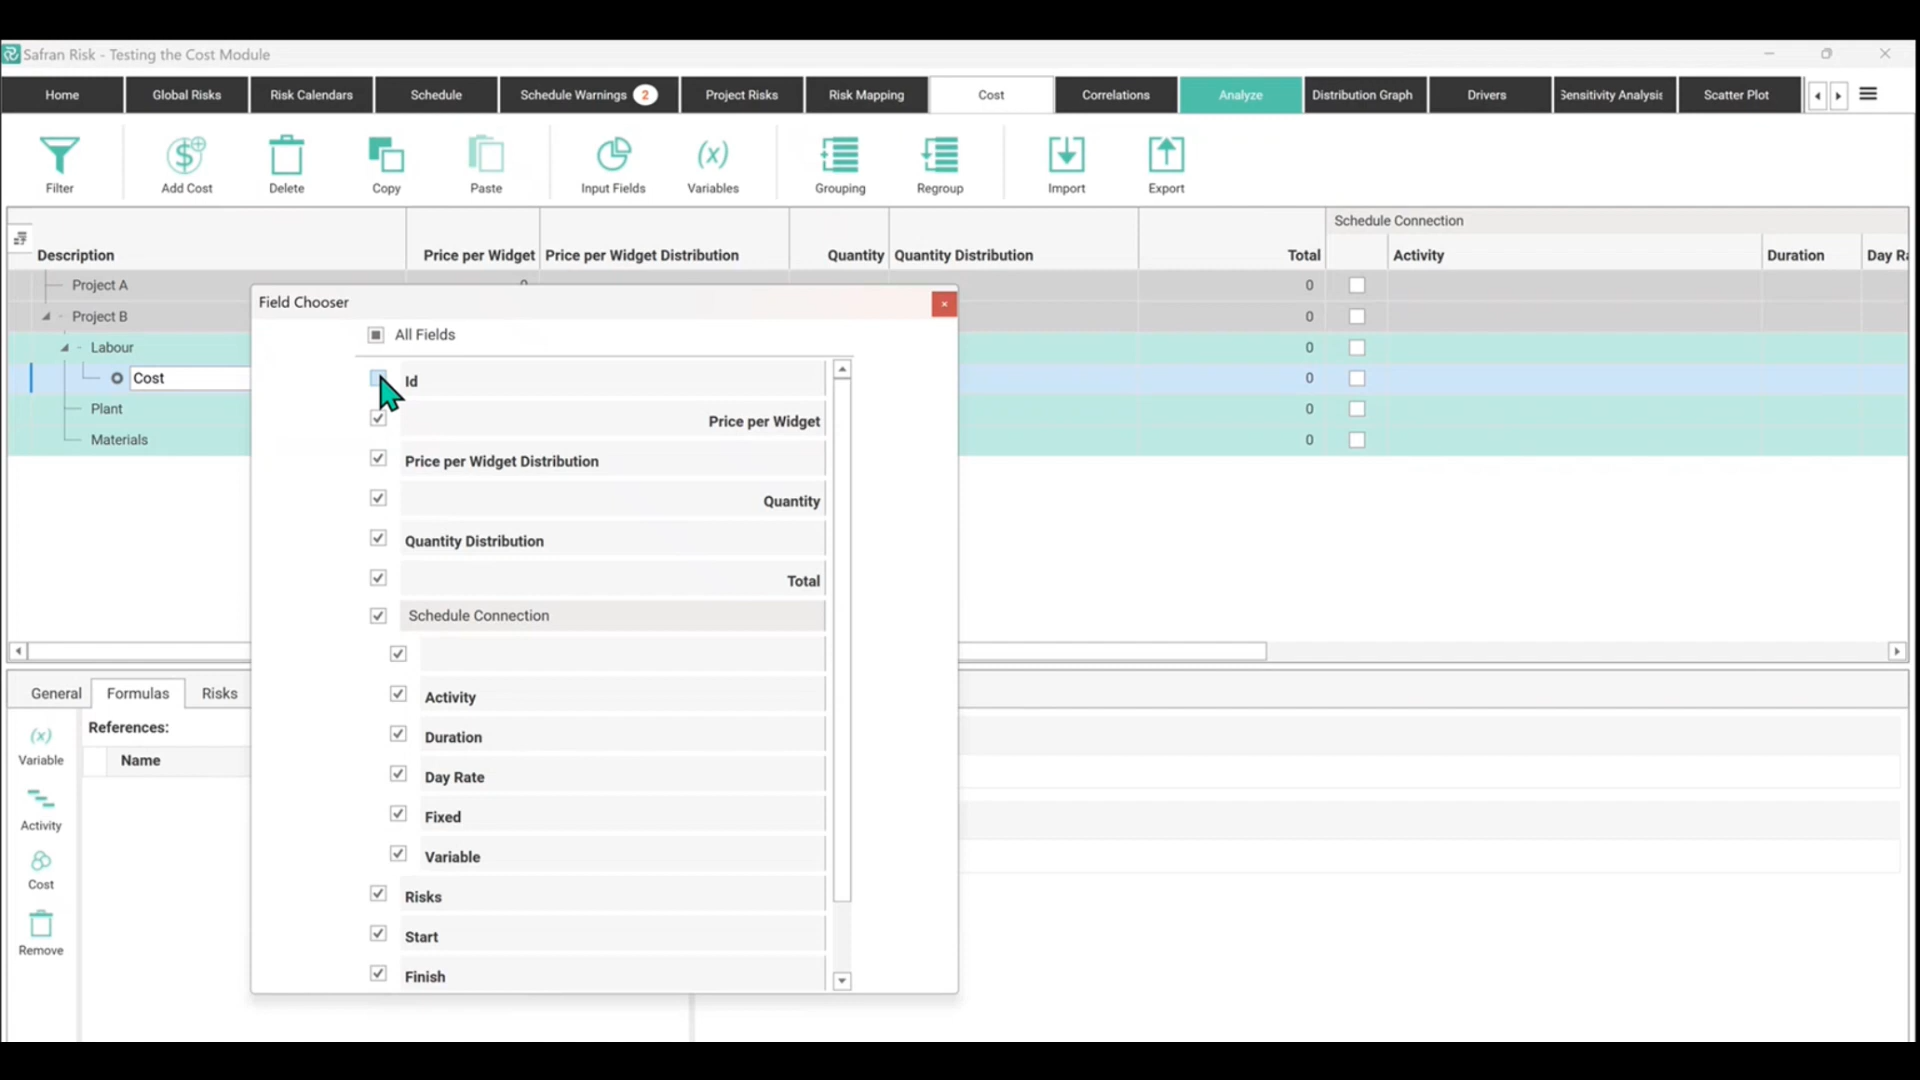 Safran Risk - Testing the Cost Module
Home Global Risks Risk Calendars Schedule Schedule Warnings 2 Project Risks Risk Mapping Cost Correlations Analyze Distribution Graph Drivers Sensitivity Analysis Scatter Plot
Filter Add Cost Delete Copy Paste Input Fields Variables Grouping Regroup Import Export
Schedule Connection
Description Price per Widget Price per Widget Distribution Quantity Quantity Distribution Total Activity Duration Day Ra
Project A 0 0
Project B 0
Labour 0
Cost 0
Plant 0
Materials 0
Field Chooser
All Fields
Id
Price per Widget
Price per Widget Distribution
Quantity
Quantity Distribution
Total
Schedule Connection
Activity
Duration
Day Rate
Fixed
Variable
Risks
Start
Finish
General Formulas Risks
References:
Name
(x)
Variable
Activity
Cost
Remove